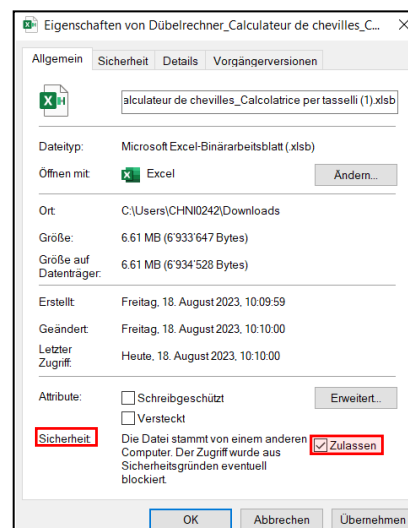 Eigenschaften von Dübelrechner_Calculateur de chevilles_C...
Allgemein Sicherheit Details Vorgängerversionen
alculateur de chevilles_Calcolatrice per tasselli (1).xlsb
Dateityp: Microsoft Excel-Binärarbeitsblatt (.xlsb)
Öffnen mit: Excel Ändern...
Ort: C:\Users\CHNI0242\Downloads
Größe: 6.61 MB (6'933'647 Bytes)
Größe auf
Datenträger: 6.61 MB (6'934'528 Bytes)
Erstellt: Freitag, 18. August 2023, 10:09:59
Geändert: Freitag, 18. August 2023, 10:10:00
Letzter
Zugriff: Heute, 18. August 2023, 10:10:00
Attribute: Schreibgeschützt Erweitert...
Versteckt
Sicherheit: Die Datei stammt von einem anderen
Computer. Der Zugriff wurde aus
Sicherheitsgründen eventuell
blockiert.
Zulassen
OK Abbrechen Übernehmen